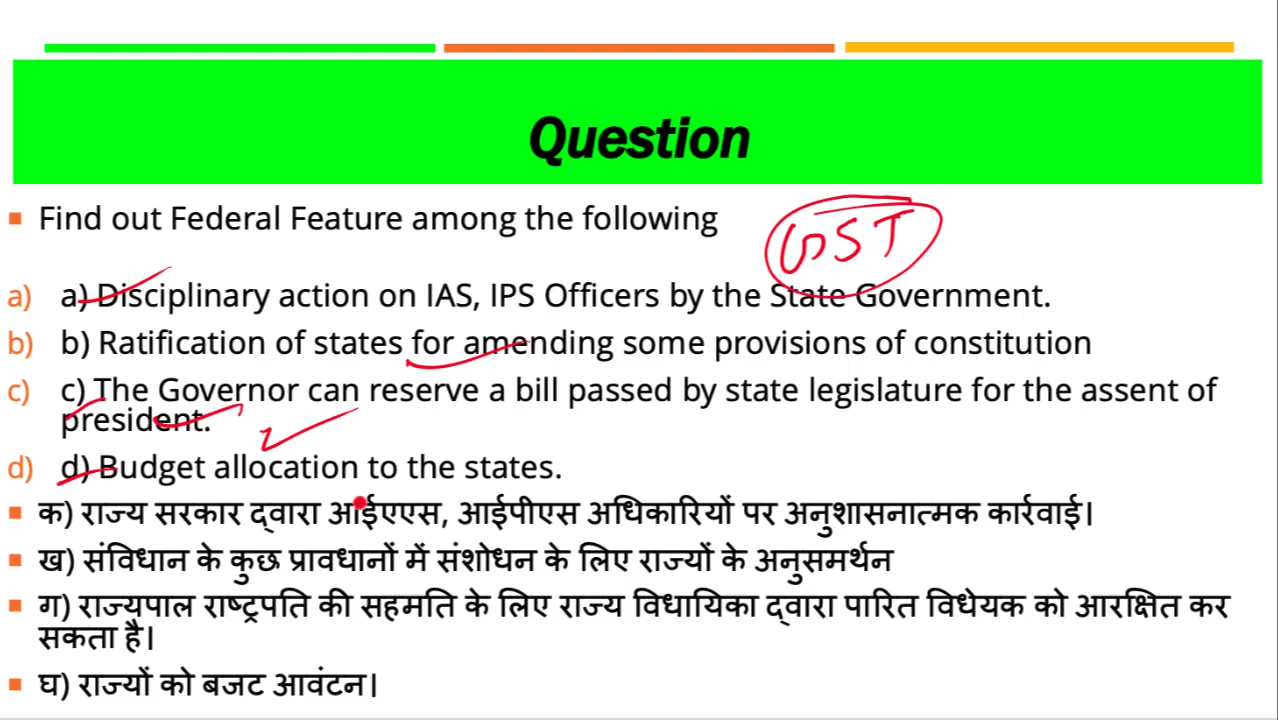 Question
Find out Federal Feature among the following
GST
a) a) Disciplinary action on IAS, IPS Officers by the State Government.
b) b) Ratification of states for amending some provisions of constitution
c) c) The Governor can reserve a bill passed by state legislature for the assent of
president.
d) d) Budget allocation to the states.
क) राज्य सरकार द्वारा आईएएस, आईपीएस अधिकारियों पर अनुशासनात्मक कार्रवाई।
ख) संविधान के कुछ प्रावधानों में संशोधन के लिए राज्यों के अनुसमर्थन
ग) राज्यपाल राष्ट्रपति की सहमति के लिए राज्य विधायिका द्वारा पारित विधेयक को आरक्षित कर
सकता है।
घ) राज्यों को बजट आवंटन।